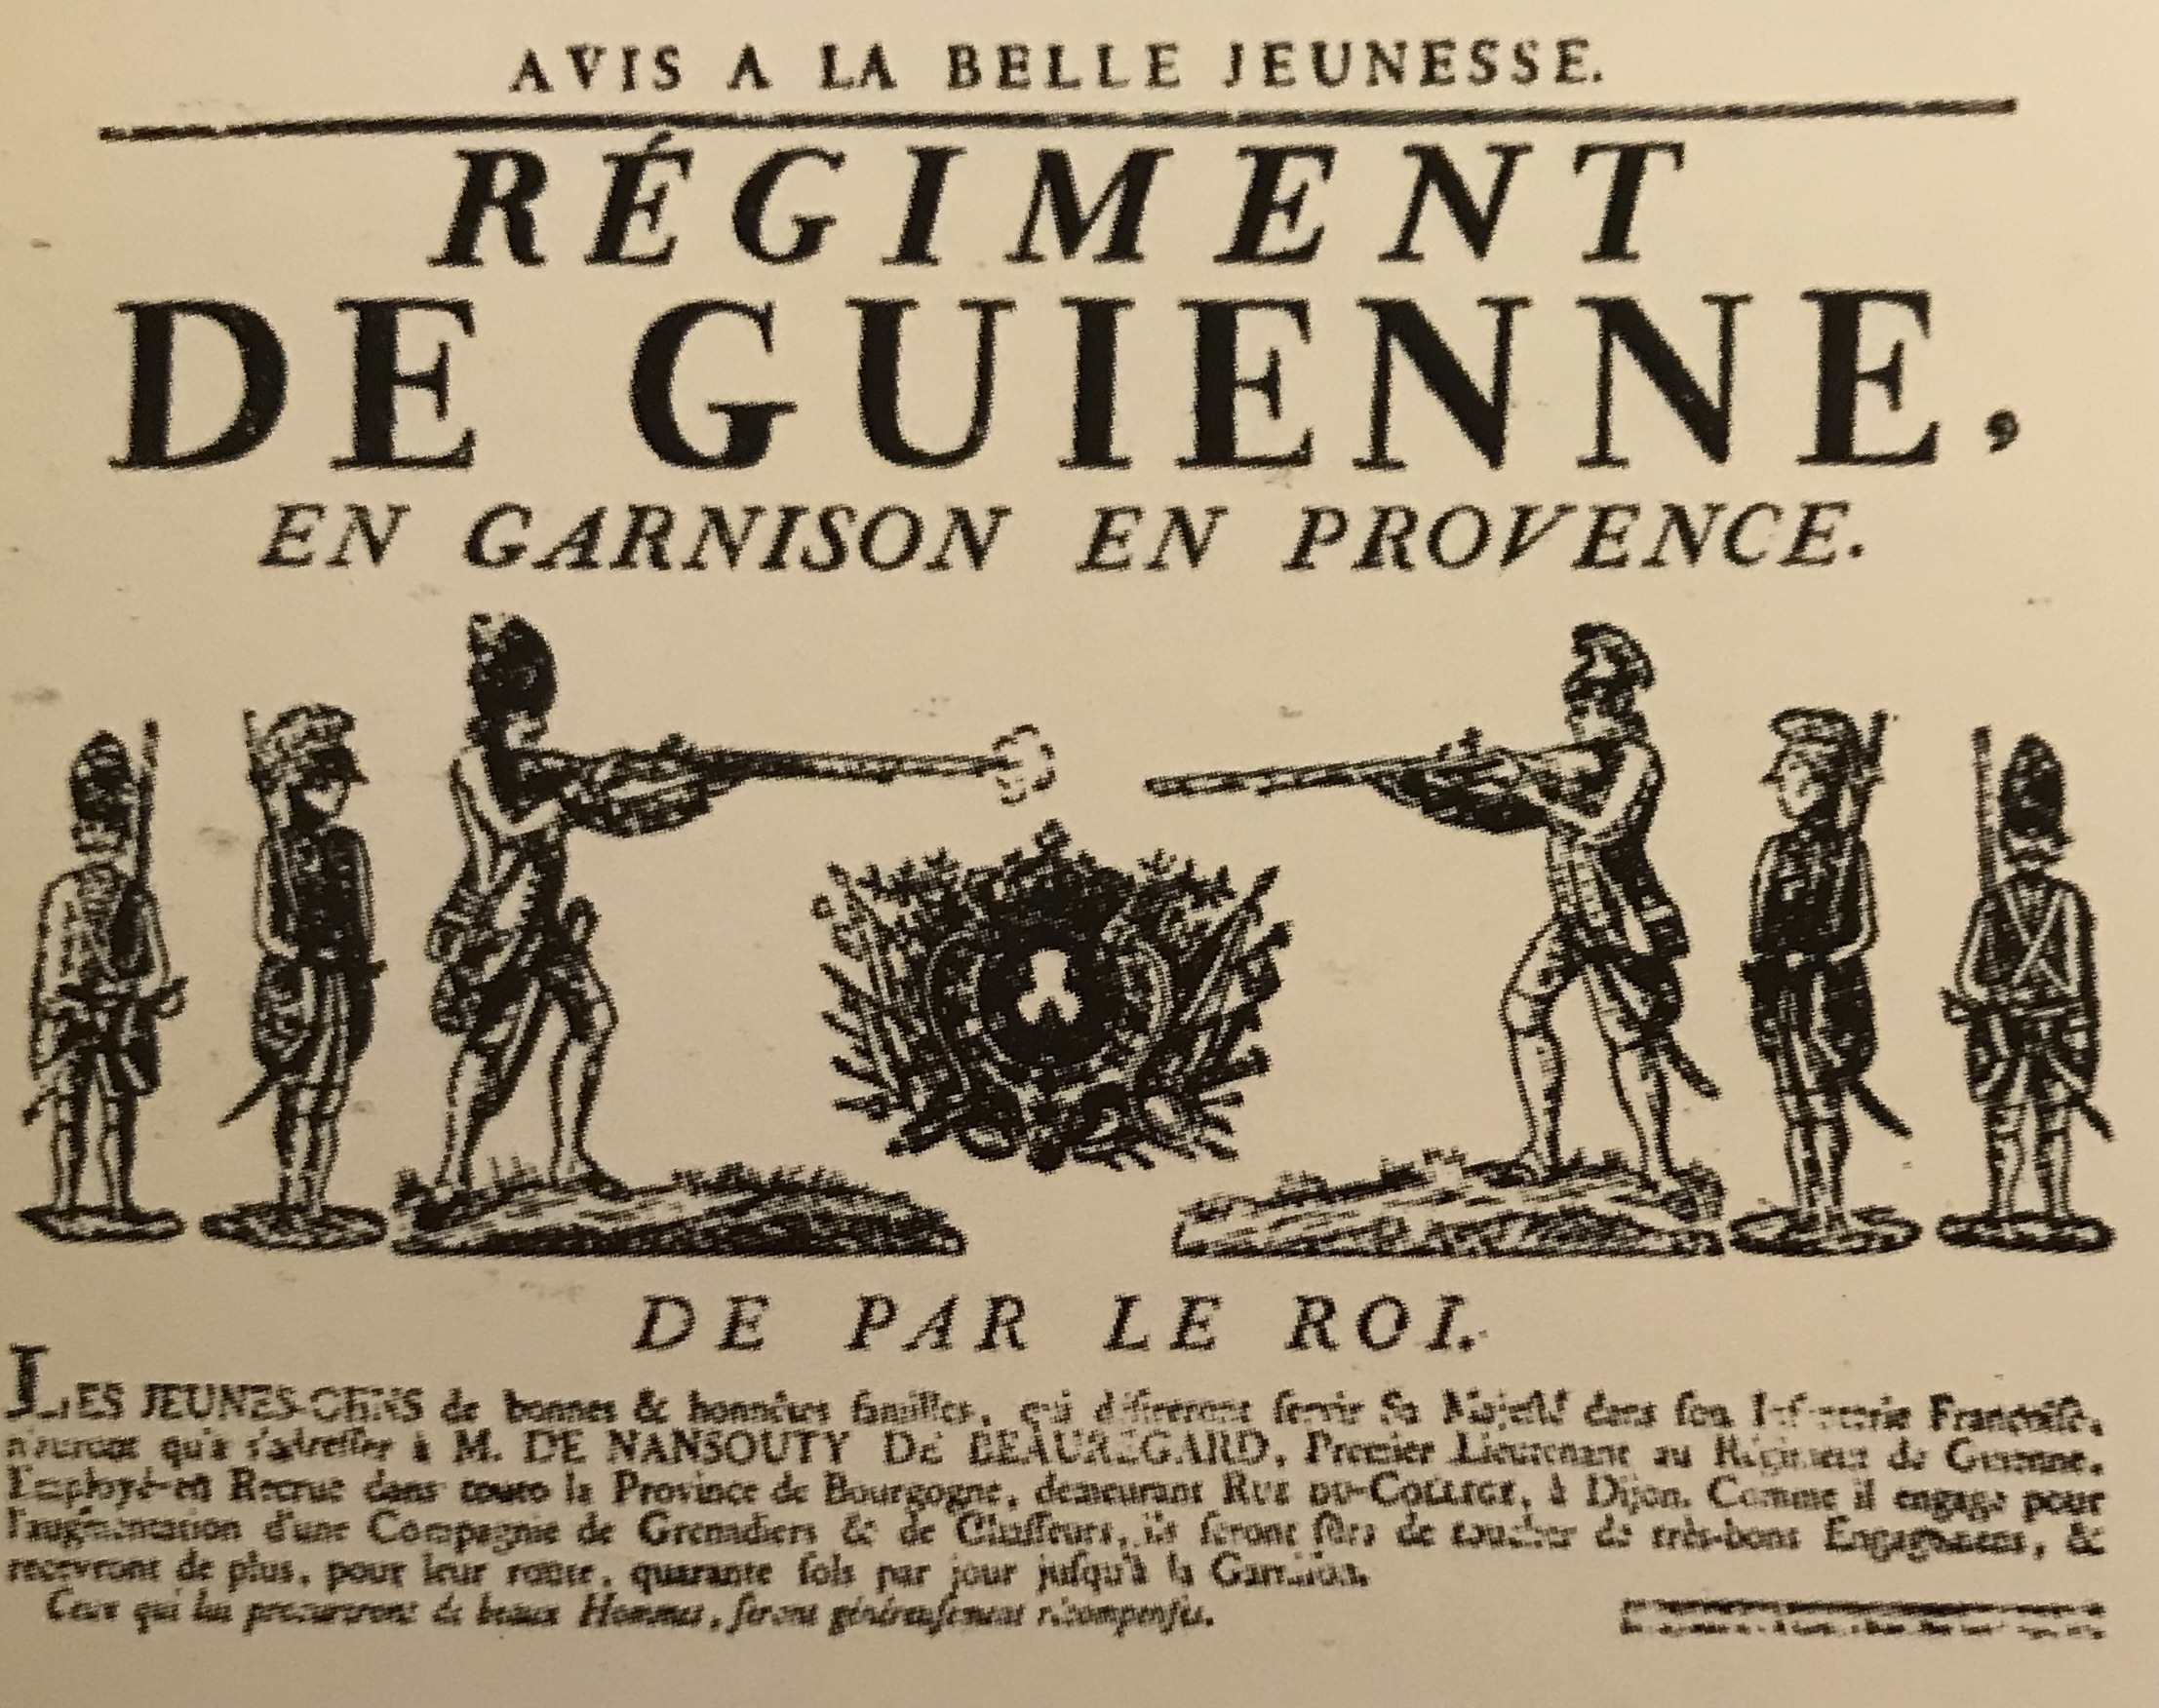 AVIS A LA BELLE JEUNESSE.
RÉGIMENT
DE GUIENNE,
EN GARNISON EN PROVENCE.
DE PAR LE ROI.
LES JEUNES-GENS de bonnes & honnêtes familles, qui désireront servir Sa Majesté dans son Infanterie Françoise,
n'auront qu'à s'adresser à M. DE NANSOUTY DE BEAUREGARD, Premier Lieutenant au Régiment de Guienne,
Employé-en Recrue dans toute la Province de Bourgogne, demeurant RUE DU-COLLEGE, à Dijon. Comme il engage pour
l'augmentation d'une Compagnie de Grenadiers & de Chasseurs, ils seront sûrs de toucher de très-bons Engagemens, &
recevront de plus, pour leur route, quarante sols par jour jusqu'à la Garnison.
Ceux qui lui procureront de beaux Hommes, seront généreusement récompensés.